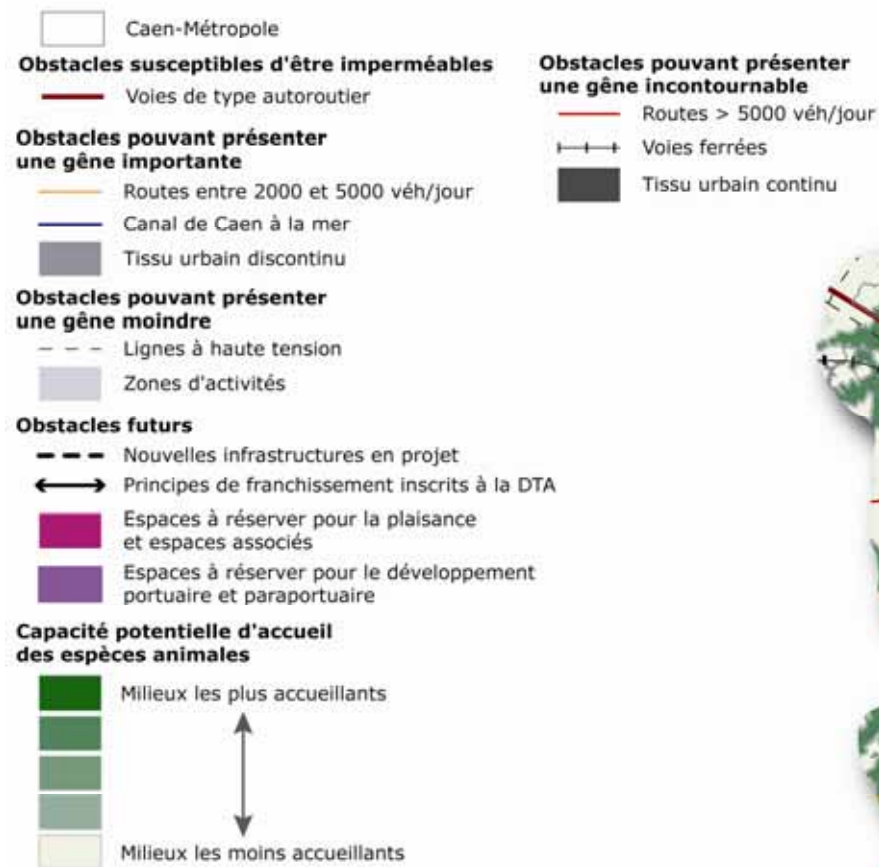 Caen-Métropole
Obstacles susceptibles d'être imperméables
Voies de type autoroutier
Obstacles pouvant présenter
une gêne importante
Routes entre 2000 et 5000 véh/jour
Canal de Caen à la mer
Tissu urbain discontinu
Obstacles pouvant présenter
une gêne moindre
Lignes à haute tension
Zones d'activités
Obstacles futurs
Nouvelles infrastructures en projet
Principes de franchissement inscrits à la DTA
Espaces à réserver pour la plaisance
et espaces associés
Espaces à réserver pour le développement
portuaire et paraportuaire
Capacité potentielle d'accueil
des espèces animales
Milieux les plus accueillants
Milieux les moins accueillants
Obstacles pouvant présenter
une gêne incontournable
Routes > 5000 véh/jour
Voies ferrées
Tissu urbain continu